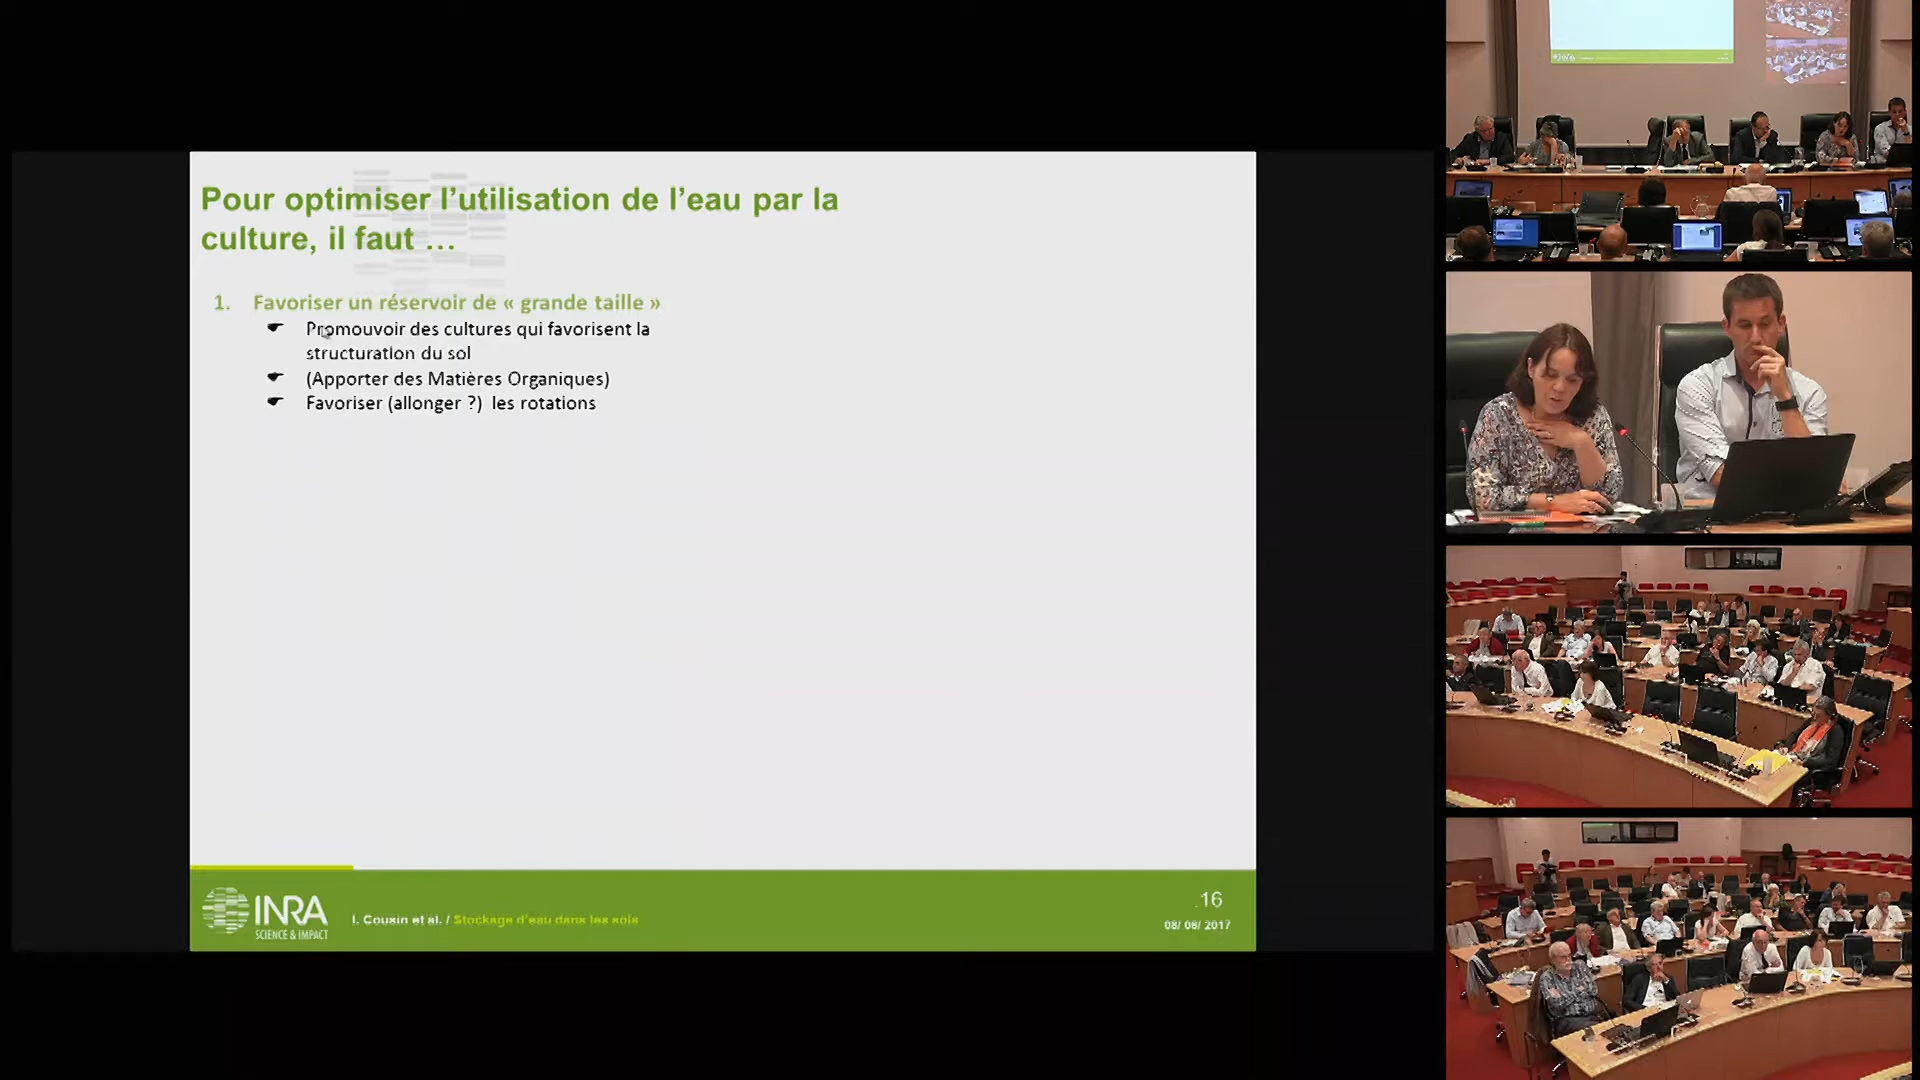 Pour optimiser l'utilisation de l'eau par la
culture, il faut …
1. Favoriser un réservoir de « grande taille »
Promouvoir des cultures qui favorisent la
structuration du sol
(Apporter des Matières Organiques)
Favoriser (allonger ?) les rotations
INRA
SCIENCE & IMPACT
I. Cousin et al. / Stockage d'eau dans les sols
.16
08/ 08/ 2017